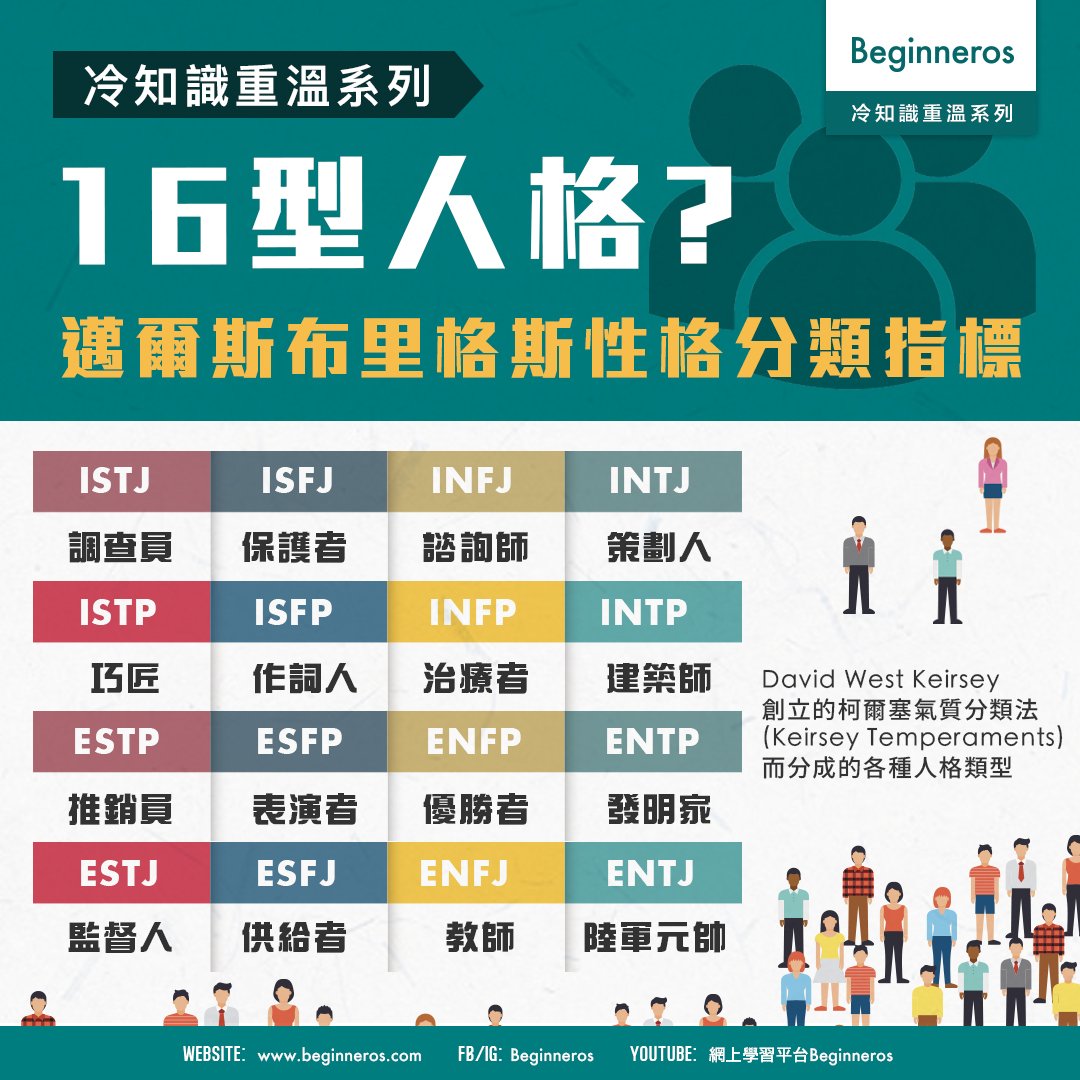 Beginneros
冷知識重溫系列
冷知識重溫系列
16型人格?
邁爾斯布里格斯性格分類指標
ISTJ ISFJ INFJ INTJ
調查員 保護者 諮詢師 策劃人
ISTP ISFP INFP INTP
巧匠 作詞人 治療者 建築師
ESTP ESFP ENFP ENTP
推銷員 表演者 優勝者 發明家
ESTJ ESFJ ENFJ ENTJ
監督人 供給者 教師 陸軍元帥
David West Keirsey
創立的柯爾塞氣質分類法
(Keirsey Temperaments)
而分成的各種人格類型
WEBSITE: www.beginneros.com FB/IG: Beginneros YOUTUBE: 網上學習平台Beginneros